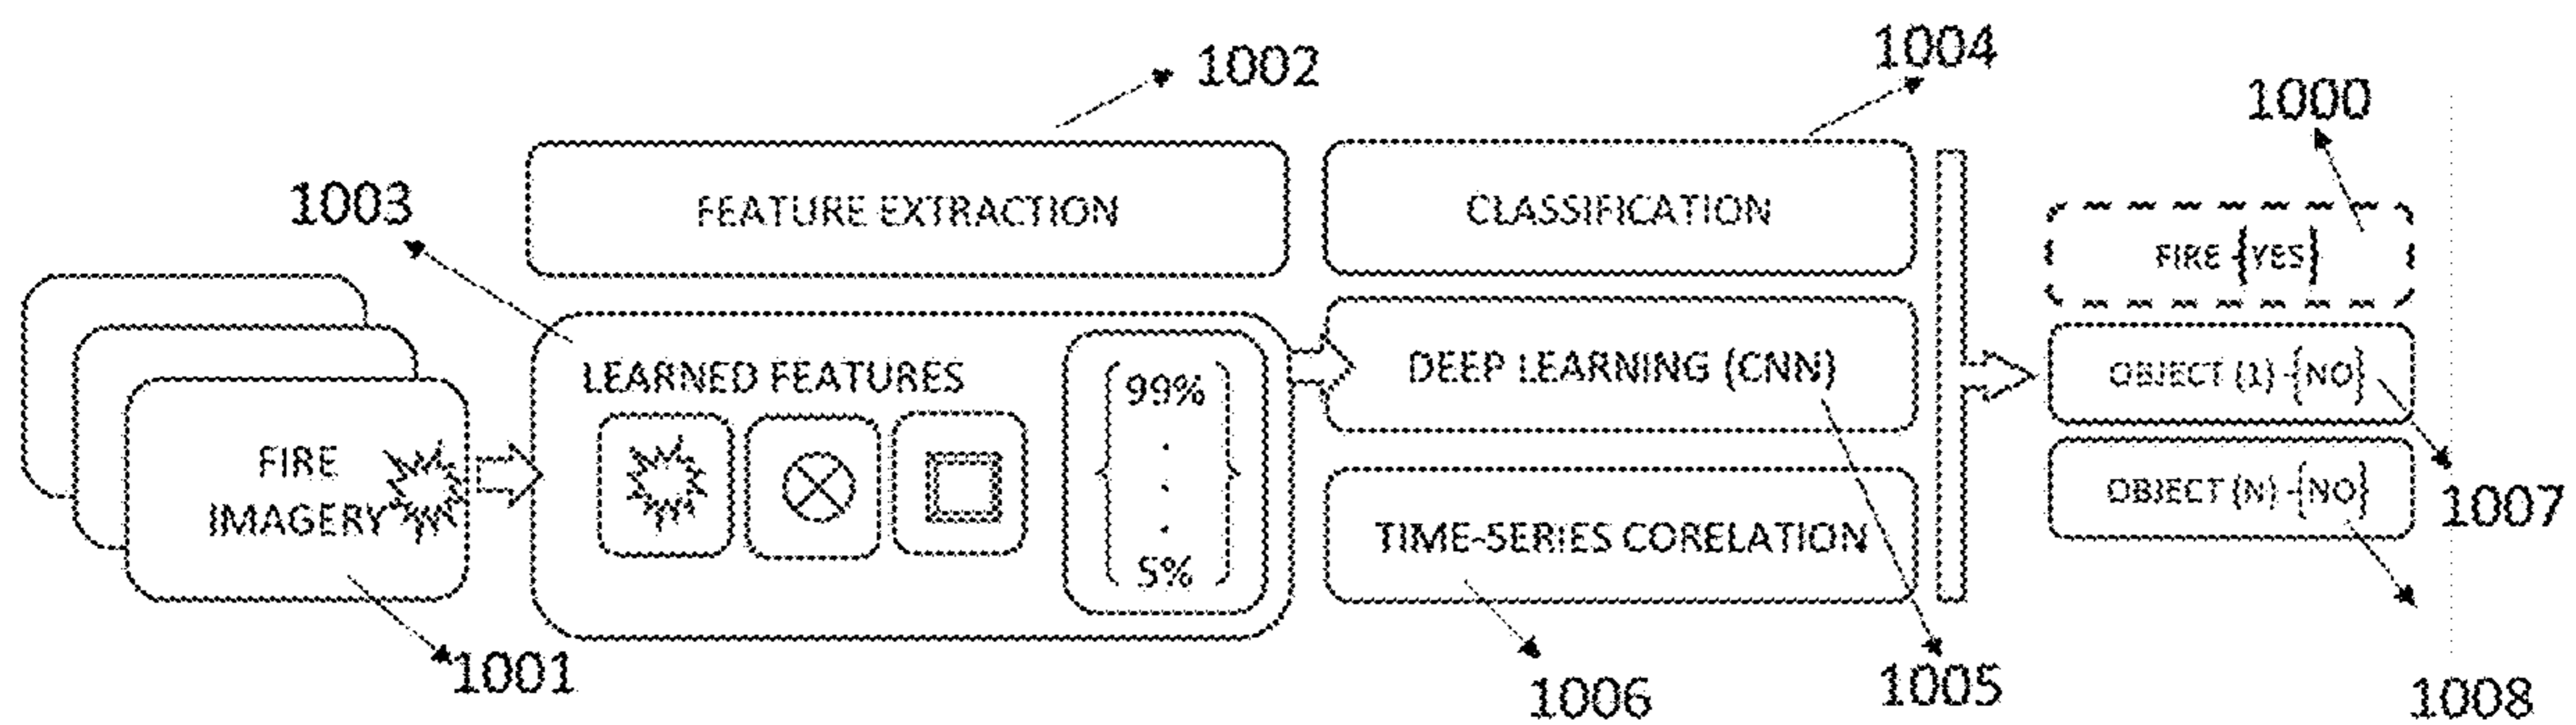 1002
1004
1000
1003
FEATURE EXTRACTION
CLASSIFICATION
FIRE -{YES}
LEARNED FEATURES
99%
.
.
.
5%
DEEP LEARNING (CNN)
OBJECT (1) -{NO}
FIRE
IMAGERY
OBJECT (N) -{NO}
1007
TIME-SERIES CORELATION
1001
1006
1005
1008